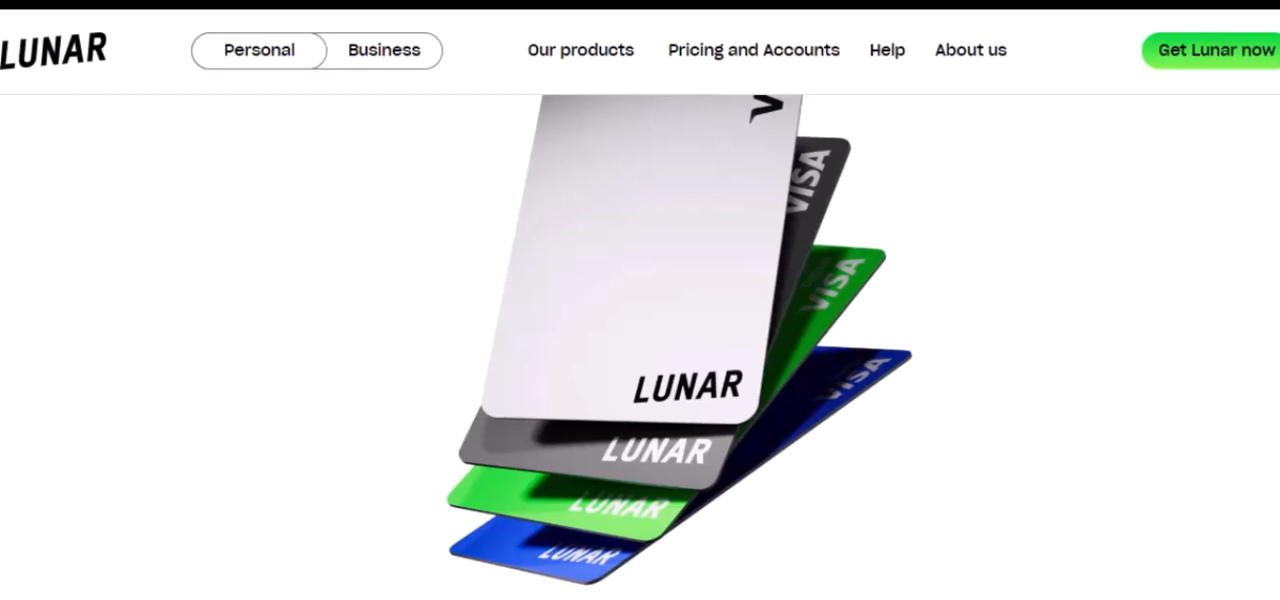 LUNAR
Personal
Business
Our products
Pricing and Accounts
Help
About us
Get Lunar now
VISA
VISA
VISA
LUNAR
LUNAR
LUNAR
LUNAR